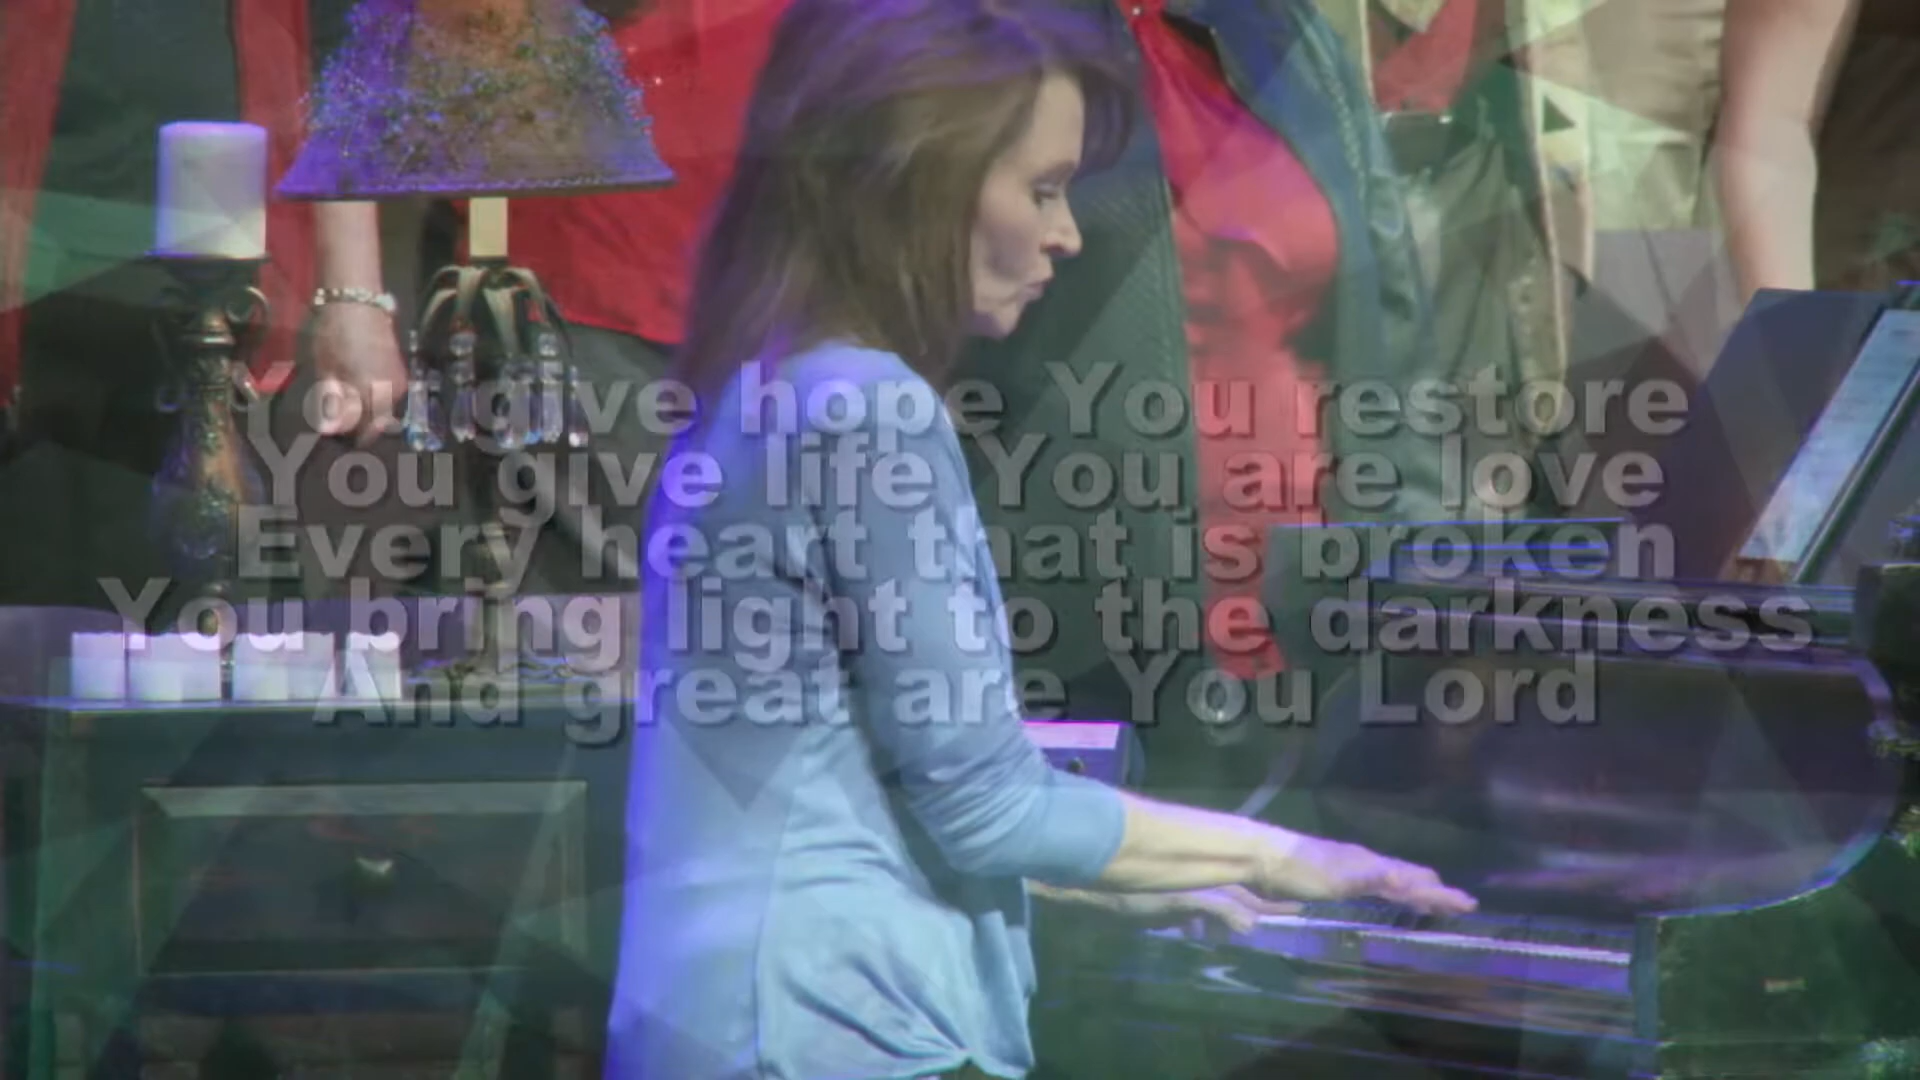 You give hope You restore
You give life You are love
Every heart that is broken
You bring light to the darkness
And great are You Lord